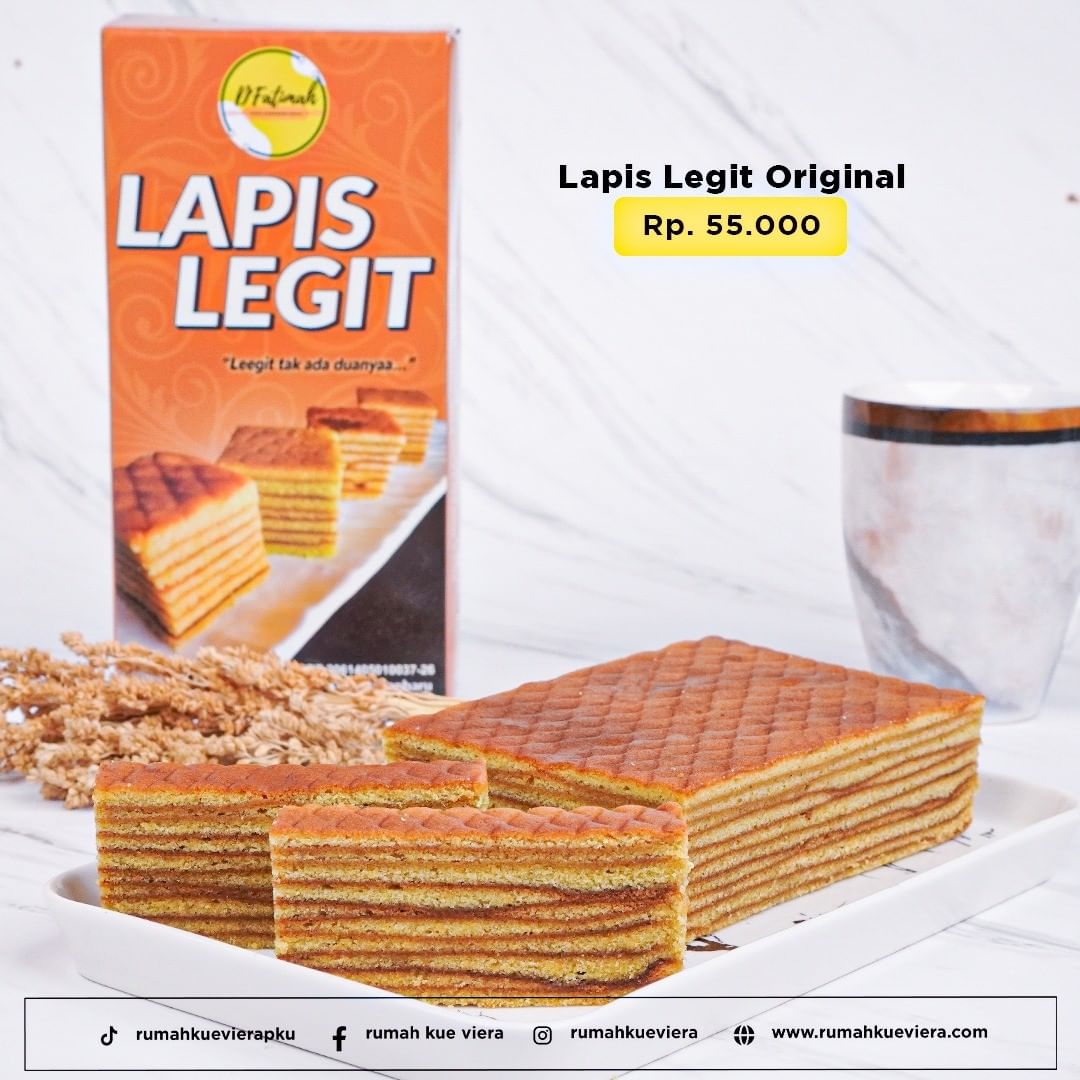 D'Fatimah
LAPIS
LEGIT
"Leegit tak ada duanyaa..."
Lapis Legit Original
Rp. 55.000
rumahkuevierapku
rumah kue viera
rumahkueviera
www.rumahkueviera.com